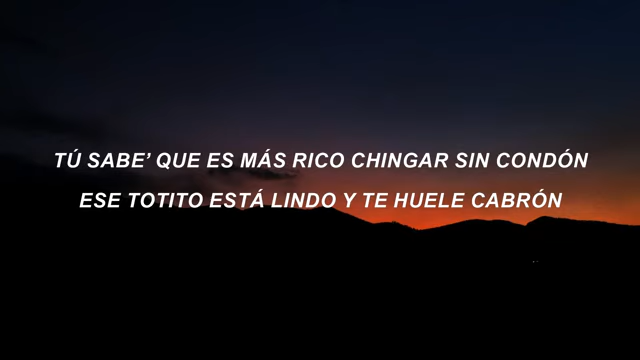 TÚ SABE’ QUE ES MÁS RICO CHINGAR SIN CONDÓN
ESE TOTITO ESTÁ LINDO Y TE HUELE CABRÓN